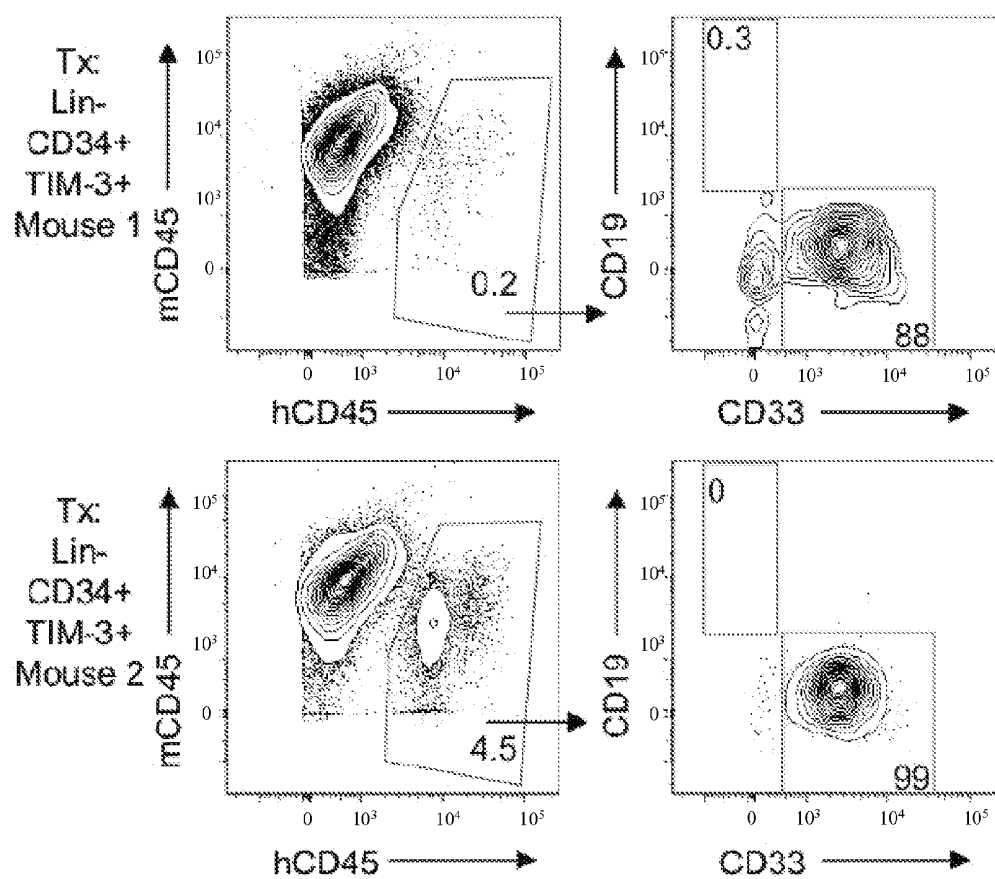 Tx:
Lin-
CD34+
TIM-3+
Mouse 1
mCD45
10⁵
10⁴
10³
0
0.2
0 10³ 10⁴ 10⁵
hCD45
CD19
10⁵
10⁴
10³
0
0.3
88
0 10³ 10⁴ 10⁵
CD33
Tx:
Lin-
CD34+
TIM-3+
Mouse 2
mCD45
10⁵
10⁴
10³
0
4.5
0 10³ 10⁴ 10⁵
hCD45
CD19
10⁵
10⁴
10³
0
0
99
0 10³ 10⁴ 10⁵
CD33